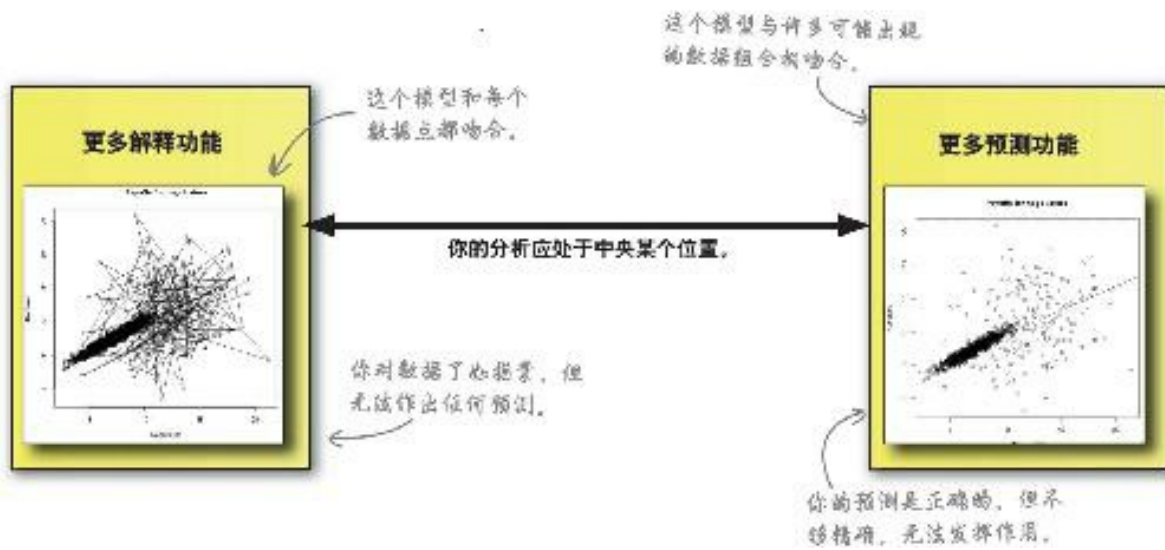 这个模型与许多可能出现
的数据组合相吻合。
这个模型和每个
数据点都吻合。
更多解释功能
更多预测功能
你的分析应处于中央某个位置。
你对数据了如指掌，但
无法作出任何预测。
你的预测是正确的，但不
够精确，无法发挥作用。